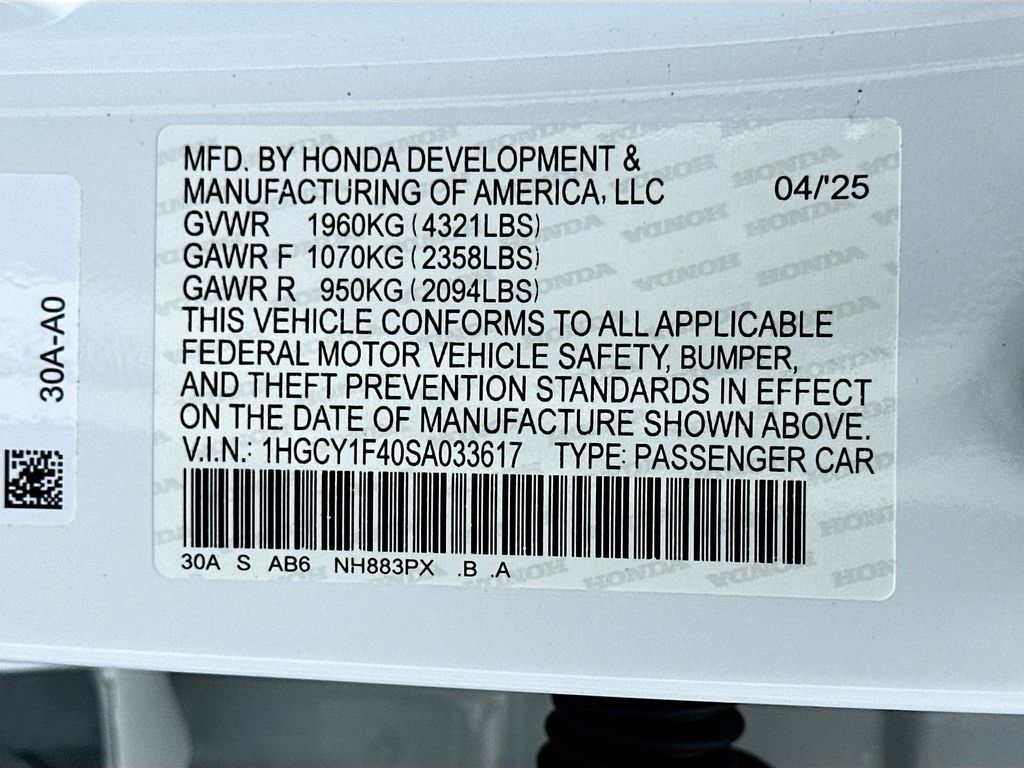 MFD. BY HONDA DEVELOPMENT &
MANUFACTURING OF AMERICA, LLC 04/'25
GVWR 1960KG (4321LBS)
GAWR F 1070KG (2358LBS)
GAWR R 950KG (2094LBS)
THIS VEHICLE CONFORMS TO ALL APPLICABLE
FEDERAL MOTOR VEHICLE SAFETY, BUMPER,
AND THEFT PREVENTION STANDARDS IN EFFECT
ON THE DATE OF MANUFACTURE SHOWN ABOVE.
V.I.N.: 1HGCY1F40SA033617 TYPE: PASSENGER CAR
30A S AB6 NH883PX .B .A
30A-A0